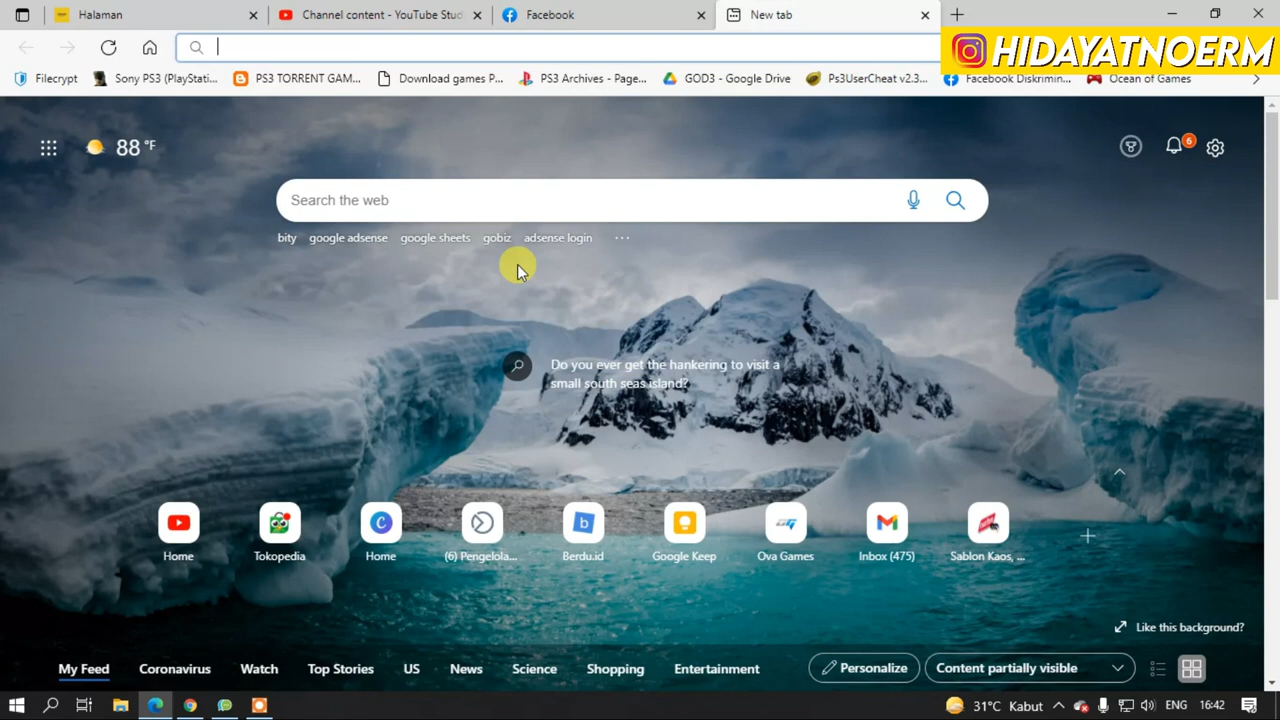 Halaman
Channel content - YouTube Stud
Facebook
New tab
HIDAYATNOERM
Filecrypt
Sony PS3 (PlayStati...
PS3 TORRENT GAM...
Download games P...
PS3 Archives - Page...
GOD3 - Google Drive
Ps3UserCheat v2.3...
Facebook Diskrimin...
Ocean of Games
88 °F
6
Search the web
bity
google adsense
google sheets
gobiz
adsense login
...
Do you ever get the hankering to visit a
small south seas island?
Home
Tokopedia
Home
(6) Pengelola...
Berdu.id
Google Keep
Ova Games
Inbox (475)
Sablon Kaos, ...
Like this background?
My Feed
Coronavirus
Watch
Top Stories
US
News
Science
Shopping
Entertainment
Personalize
Content partially visible
31°C Kabut
ENG
16:42